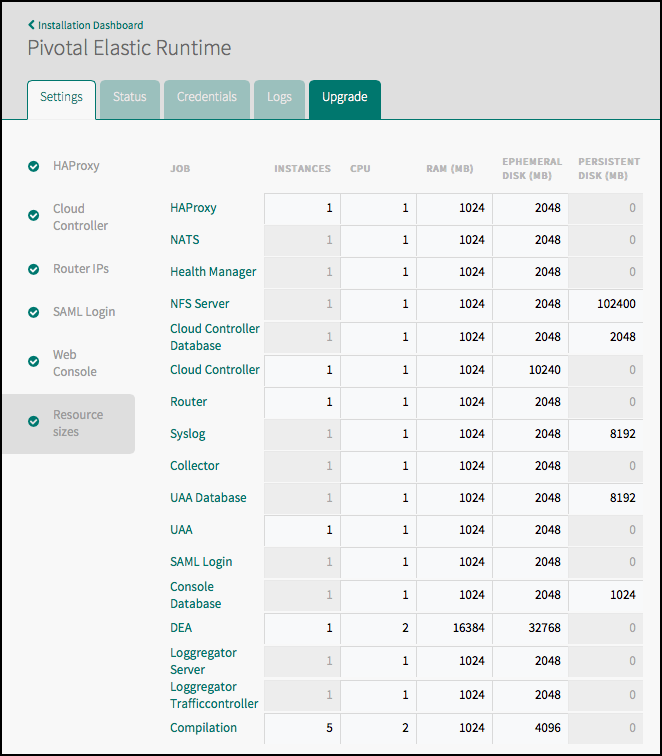 Installation Dashboard
Pivotal Elastic Runtime
Settings Status Credentials Logs Upgrade
HAProxy
Cloud
Controller
Router IPs
SAML Login
Web
Console
Resource
sizes
JOB INSTANCES CPU RAM (MB) EPHEMERAL DISK (MB) PERSISTENT DISK (MB)
HAProxy 1 1 1024 2048 0
NATS 1 1 1024 2048 0
Health Manager 1 1 1024 2048 0
NFS Server 1 1 1024 2048 102400
Cloud Controller
Database 1 1 1024 2048 2048
Cloud Controller 1 1 1024 10240 0
Router 1 1 1024 2048 0
Syslog 1 1 1024 2048 8192
Collector 1 1 1024 2048 0
UAA Database 1 1 1024 2048 8192
UAA 1 1 1024 2048 0
SAML Login 1 1 1024 2048 0
Console
Database 1 1 1024 2048 1024
DEA 1 2 16384 32768 0
Loggregator
Server 1 1 1024 2048 0
Loggregator
Trafficcontroller 1 1 1024 2048 0
Compilation 5 2 1024 4096 0